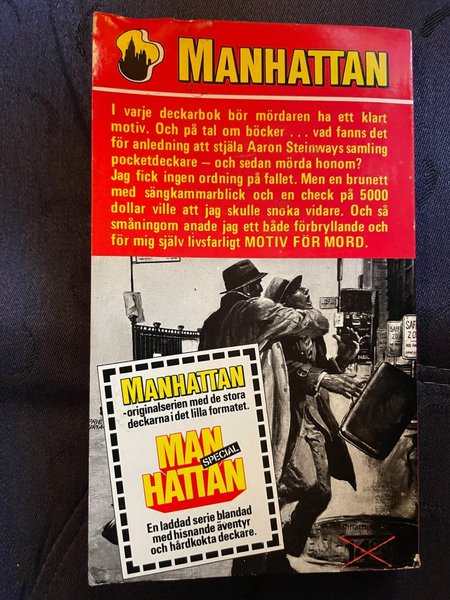 MANHATTAN
I varje deckarbok bör mördaren ha ett klart
motiv. Och på tal om böcker . . . vad fanns det
för anledning att stjäla Aaron Steinways samling
pocketdeckare – och sedan mörda honom?
Jag fick ingen ordning på fallet. Men en brunett
med sängkammarblick och en check på 5000
dollar ville att jag skulle snoka vidare. Och så
småningom anade jag ett både förbryllande och
för mig själv livsfarligt MOTIV FÖR MORD.
MANHATTAN
-originalserien med de stora
deckarna i det lilla formatet.
MAN
SPECIAL
HATTAN
En laddad serie blandad
med hisnande äventyr
och hårdkokta deckare.